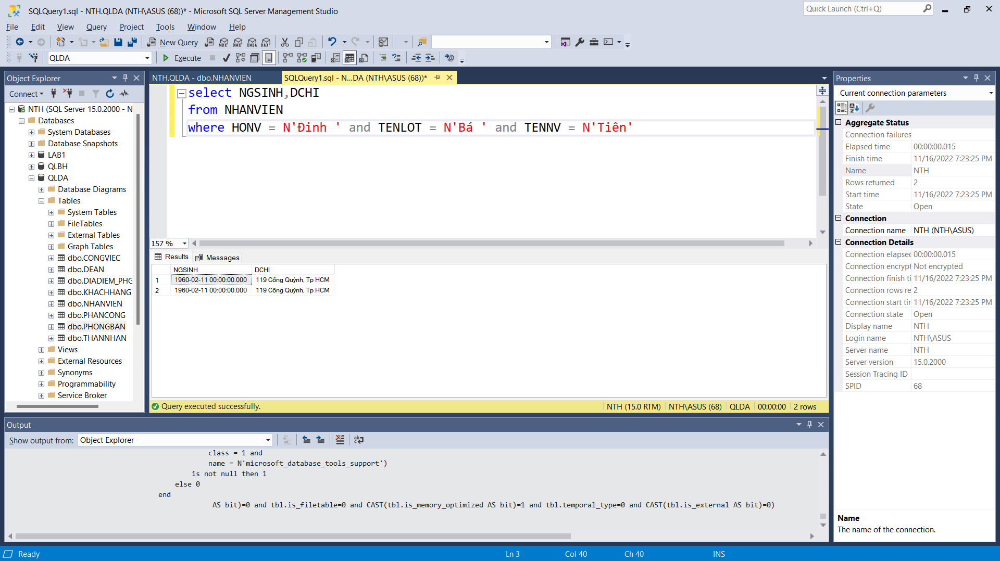 SQLQuery1.sql - NTH.QLDA (NTH\ASUS (68))* - Microsoft SQL Server Management Studio
Quick Launch (Ctrl+Q)
File Edit View Query Project Tools Window Help
New Query
MDX DMX XMLA DAX
QLDA
Execute
Object Explorer
Connect
NTH (SQL Server 15.0.2000 - N
Databases
System Databases
Database Snapshots
LAB1
QLBH
QLDA
Database Diagrams
Tables
System Tables
FileTables
External Tables
Graph Tables
dbo.CONGVIEC
dbo.DEAN
dbo.DIADIEM_PHG
dbo.KHACHHANG
dbo.NHANVIEN
dbo.PHANCONG
dbo.PHONGBAN
dbo.THANNHAN
Views
External Resources
Synonyms
Programmability
Service Broker
NTH.QLDA - dbo.NHANVIEN
SQLQuery1.sql - N...DA (NTH\ASUS (68))*
select NGSINH,DCHI
from NHANVIEN
where HONV = N'Đinh ' and TENLOT = N'Bá ' and TENNV = N'Tiên'
157 %
Results Messages
NGSINH DCHI
1 1960-02-11 00:00:00.000 119 Cống Quỳnh, Tp HCM
2 1960-02-11 00:00:00.000 119 Cống Quỳnh, Tp HCM
Query executed successfully.
NTH (15.0 RTM) NTH\ASUS (68) QLDA 00:00:00 2 rows
Output
Show output from: Object Explorer
class = 1 and
name = N'microsoft_database_tools_support')
is not null then 1
else 0
end
AS bit)=0 and tbl.is_filetable=0 and CAST(tbl.is_memory_optimized AS bit)=1 and tbl.temporal_type=0 and CAST(tbl.is_external AS bit)=0)
Properties
Current connection parameters
Aggregate Status
Connection failures
Elapsed time 00:00:00.015
Finish time 11/16/2022 7:23:25 PM
Name NTH
Rows returned 2
Start time 11/16/2022 7:23:25 PM
State Open
Connection
Connection name NTH (NTH\ASUS)
Connection Details
Connection elapsec 00:00:00.015
Connection encrypt Not encrypted
Connection finish ti 11/16/2022 7:23:25 PM
Connection rows re 2
Connection start tir 11/16/2022 7:23:25 PM
Connection state Open
Display name NTH
Login name NTH\ASUS
Server name NTH
Server version 15.0.2000
Session Tracing ID
SPID 68
Name
The name of the connection.
Ready
Ln 3 Col 40 Ch 40 INS